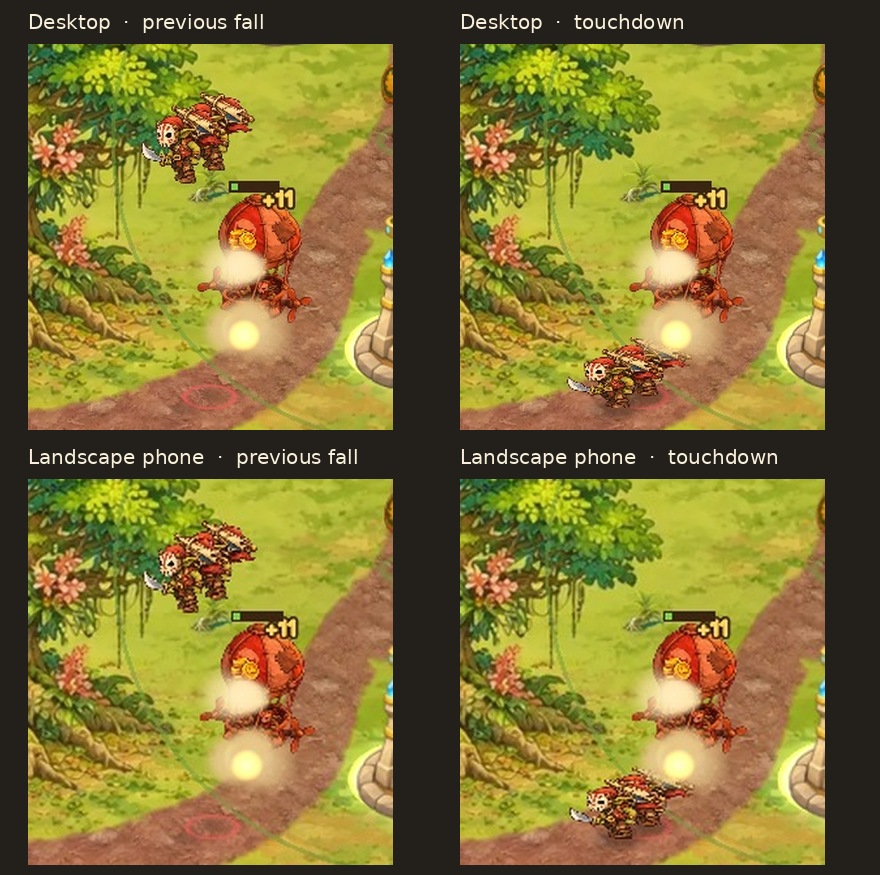 Desktop · previous fall
Desktop · touchdown
+11
+11
Landscape phone · previous fall
Landscape phone · touchdown
+11
+11